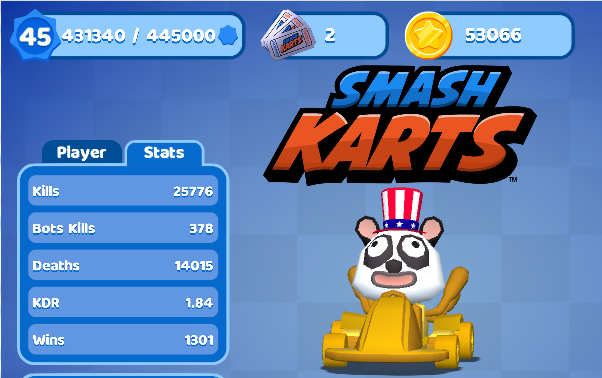 45 431340 / 445000 2 53066
SMASH
KARTS
™
Player Stats
Kills 25776
Bots Kills 378
Deaths 14015
KDR 1.84
Wins 1301